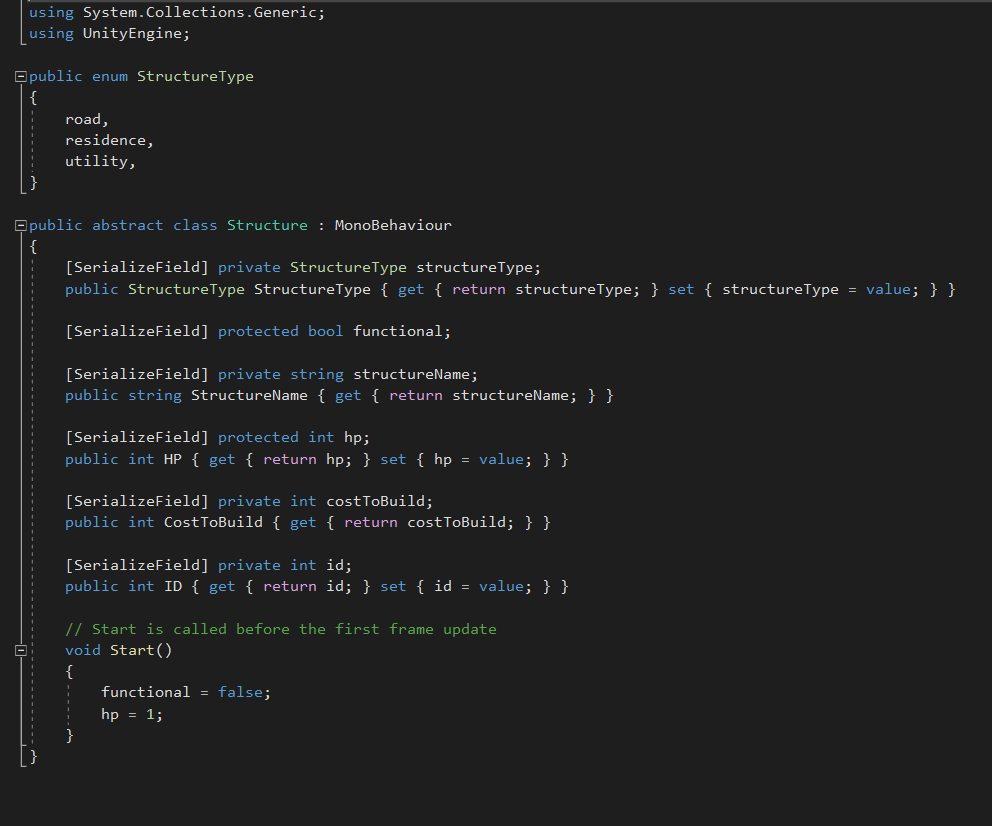 using System.Collections.Generic;
using UnityEngine;
public enum StructureType
{
road,
residence,
utility,
}
public abstract class Structure : MonoBehaviour
{
[SerializeField] private StructureType structureType;
public StructureType StructureType { get { return structureType; } set { structureType = value; } }
[SerializeField] protected bool functional;
[SerializeField] private string structureName;
public string StructureName { get { return structureName; } }
[SerializeField] protected int hp;
public int HP { get { return hp; } set { hp = value; } }
[SerializeField] private int costToBuild;
public int CostToBuild { get { return costToBuild; } }
[SerializeField] private int id;
public int ID { get { return id; } set { id = value; } }
// Start is called before the first frame update
void Start()
{
functional = false;
hp = 1;
}
}